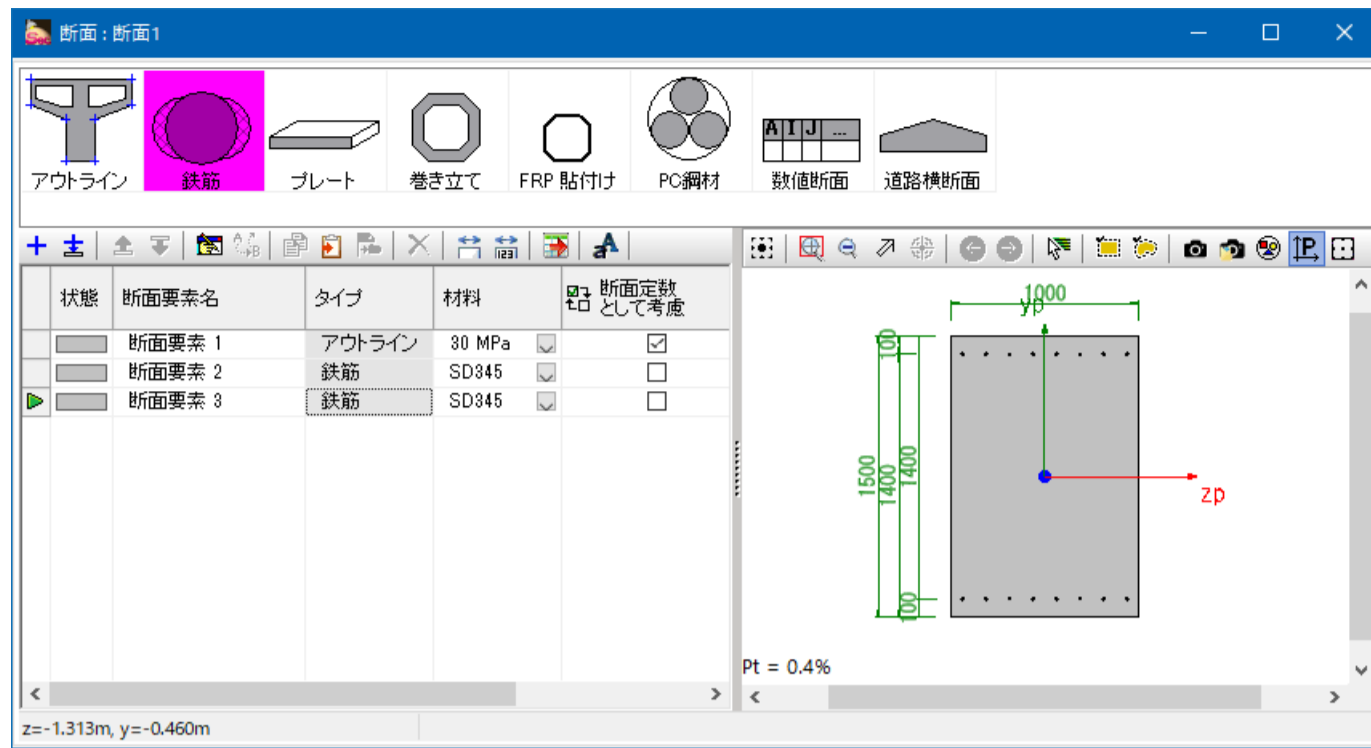 断面 : 断面1
アウトライン 鉄筋 プレート 巻き立て FRP 貼付け PC鋼材 A I J ... 数値断面 道路横断面
状態 断面要素名 タイプ 材料 断面定数
として考慮
断面要素 1 アウトライン 30 MPa
断面要素 2 鉄筋 SD345
断面要素 3 鉄筋 SD345
1000
yp
100
1500
1400
1400
zp
100
Pt = 0.4%
z=-1.313m, y=-0.460m